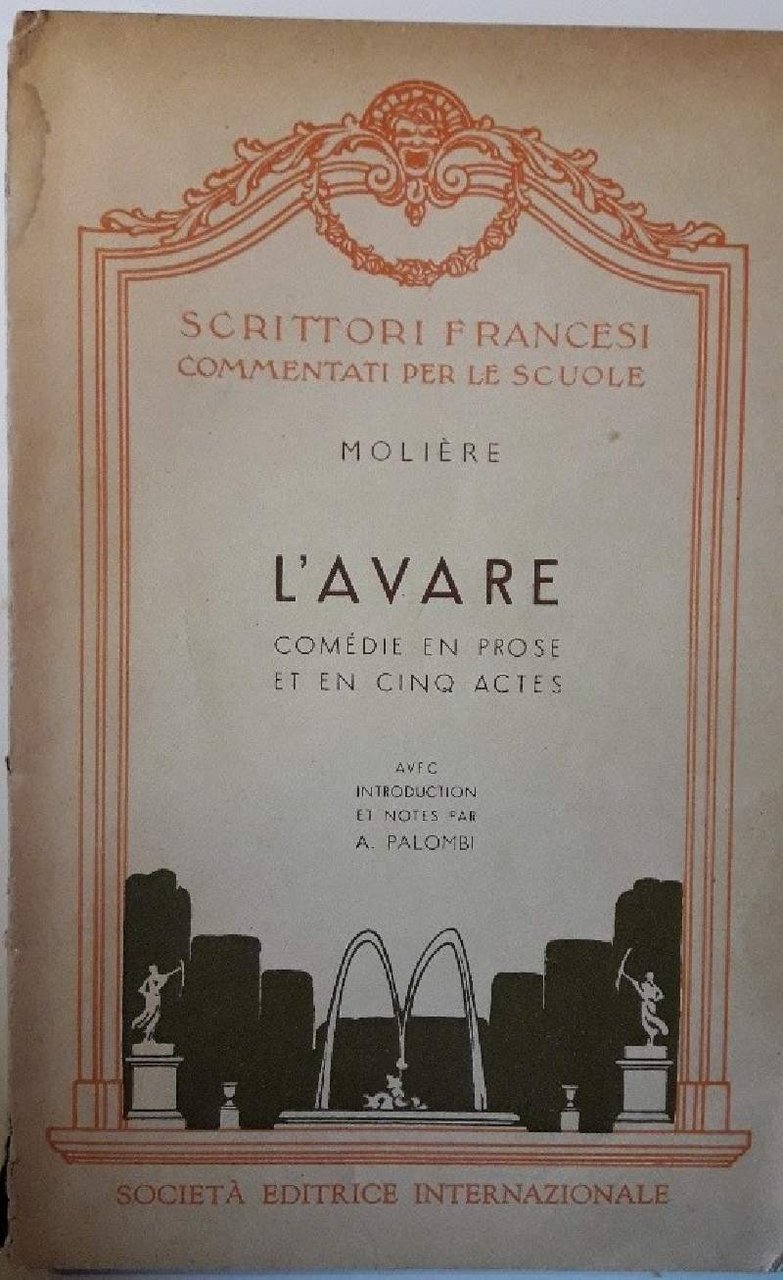 SCRITTORI FRANCESI
COMMENTATI PER LE SCUOLE
MOLIÈRE
L'AVARE
COMÉDIE EN PROSE
ET EN CINQ ACTES
AVEC
INTRODUCTION
ET NOTES PAR
A. PALOMBI
SOCIETÀ EDITRICE INTERNAZIONALE